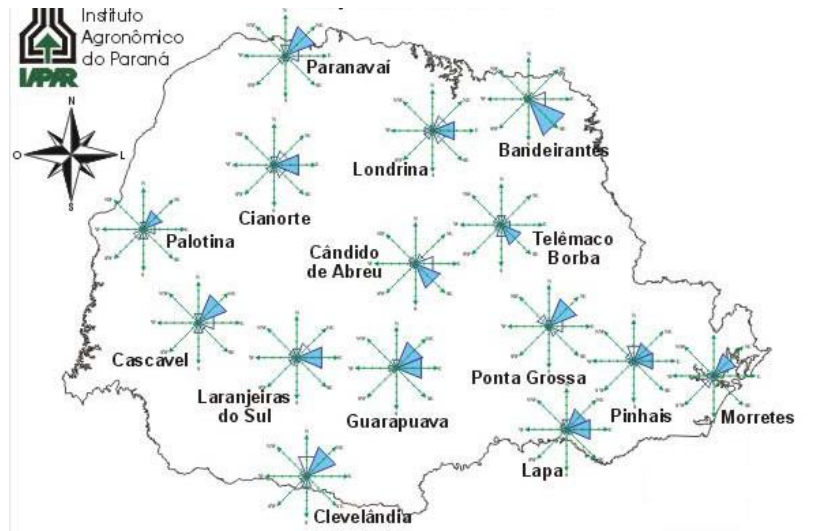 Instituto
Agronômico
do Paraná
IAPAR
N
O
L
S
Paranavaí
Bandeirantes
Londrina
Cianorte
Palotina
Telêmaco
Borba
Cândido
de Abreu
Cascavel
Laranjeiras
do Sul
Guarapuava
Ponta Grossa
Pinhais
Morretes
Lapa
Clevelândia